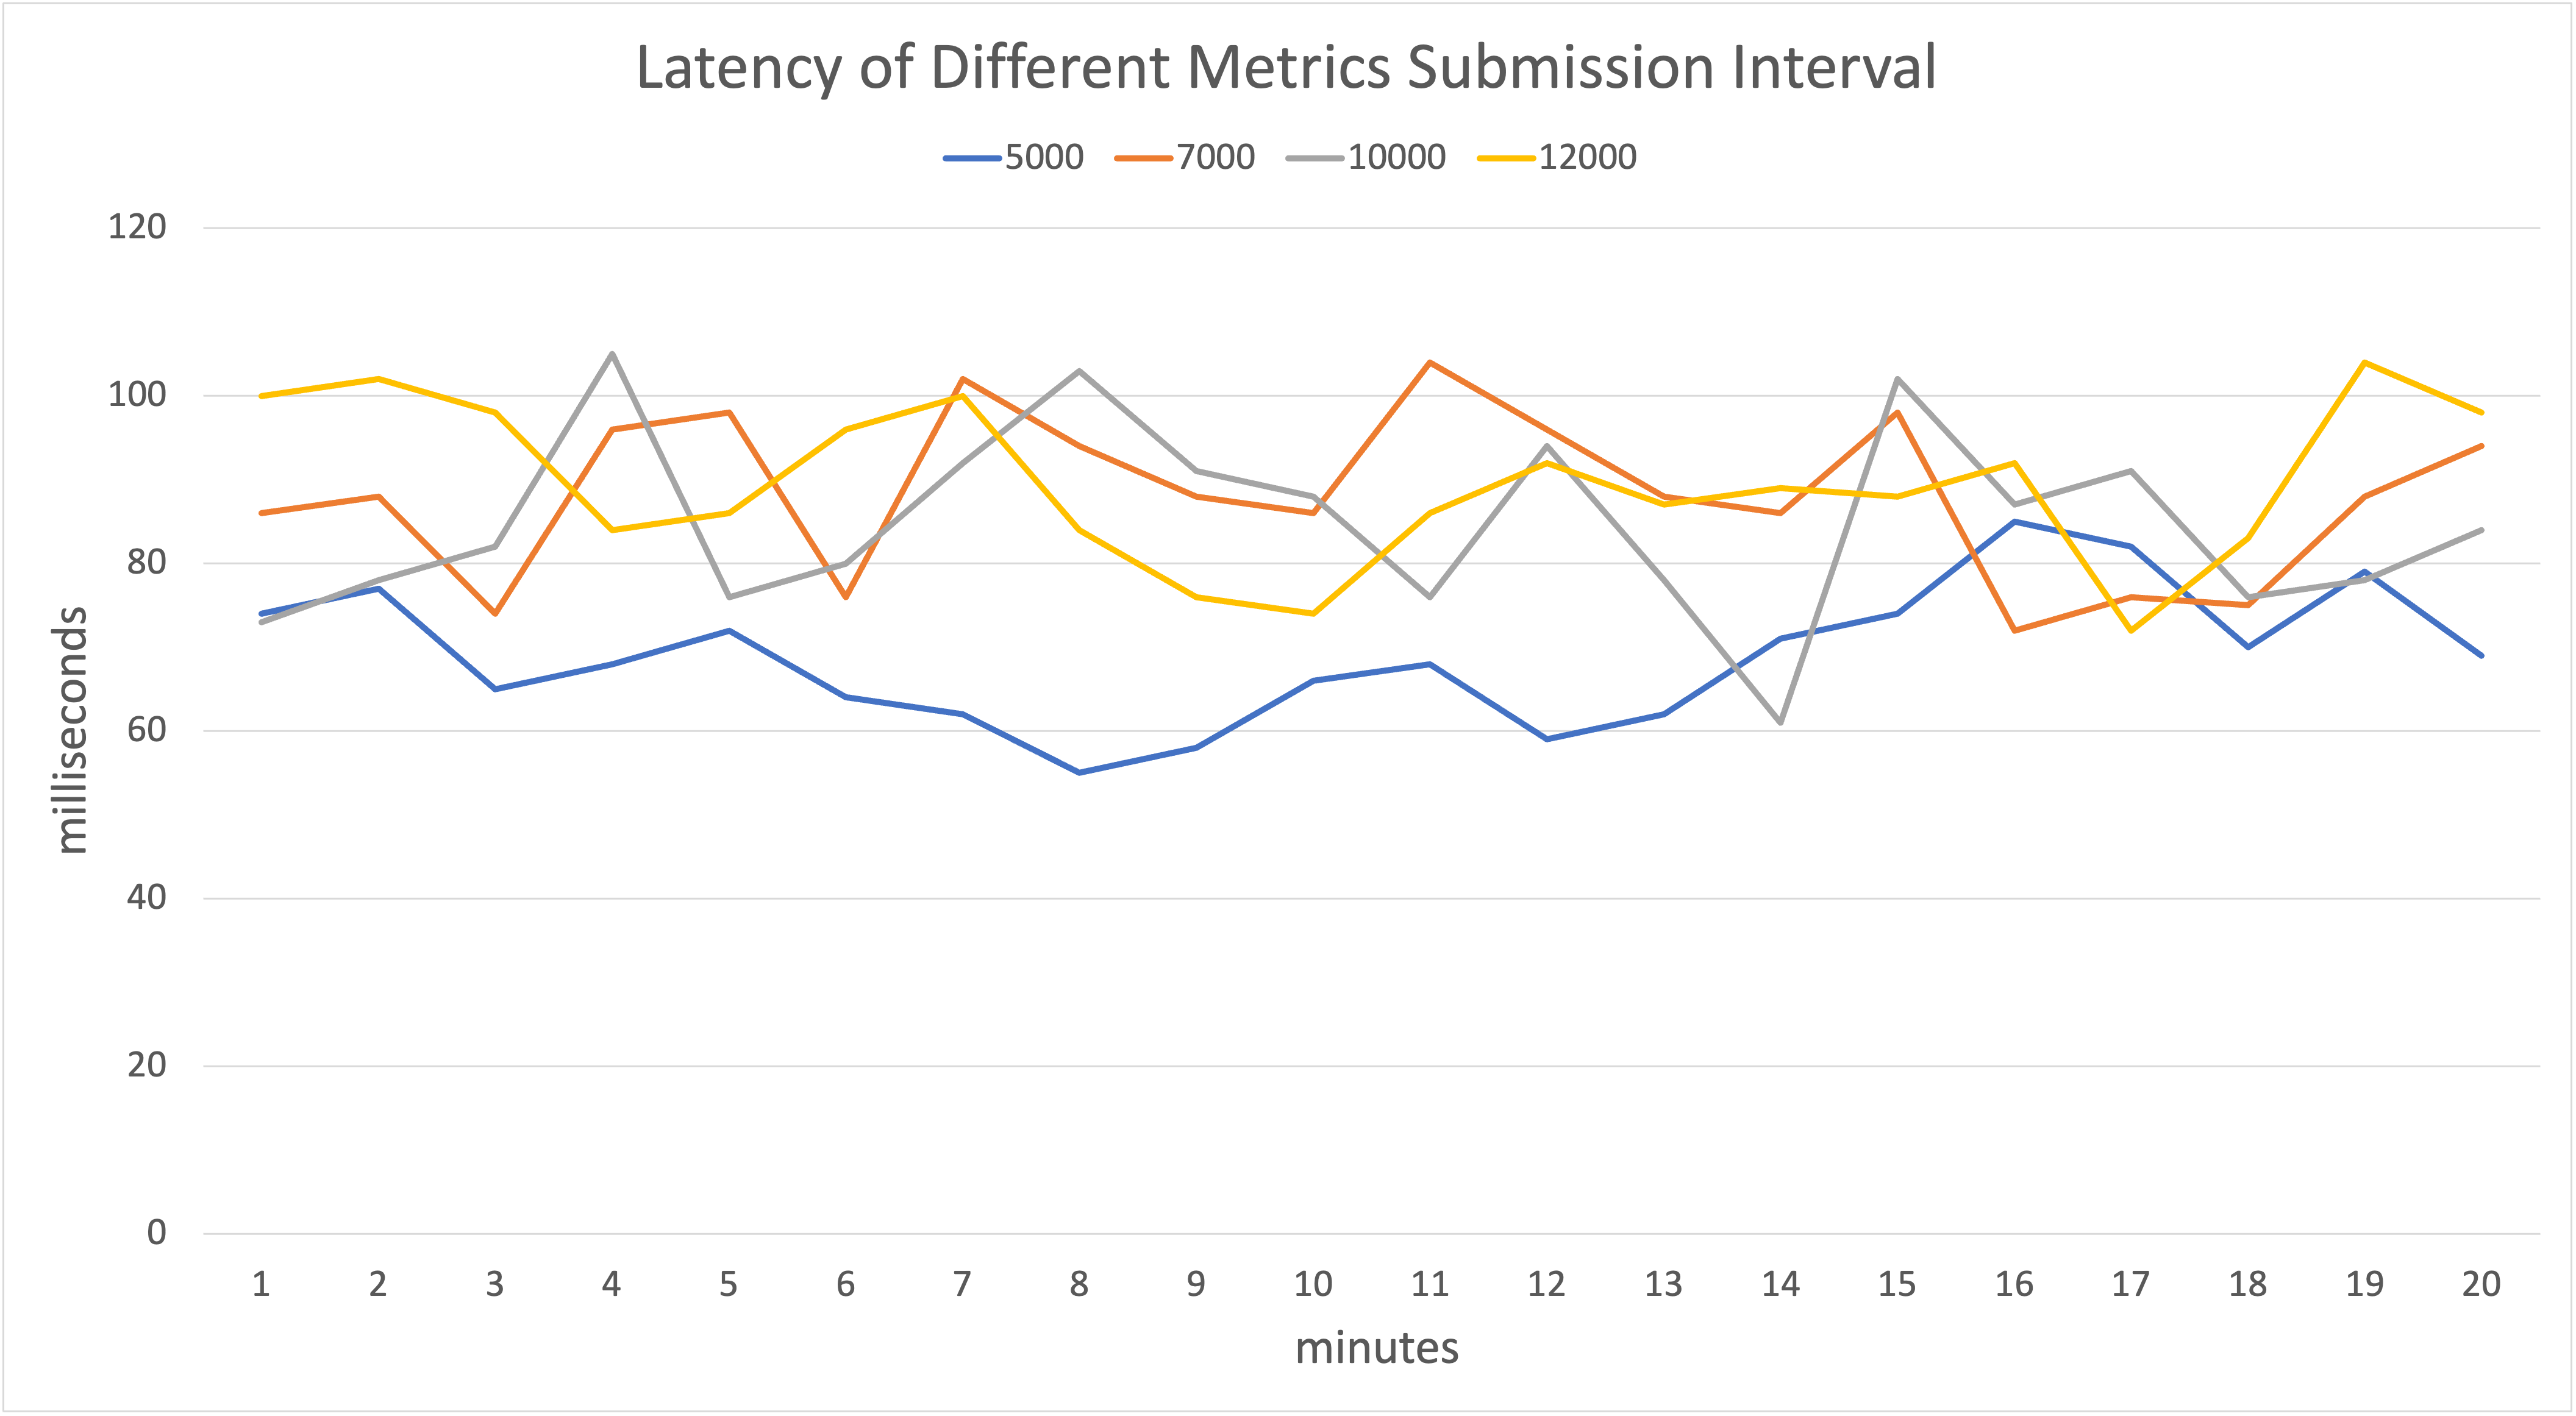 Latency of Different Metrics Submission Interval
5000 7000 10000 12000
120
100
80
60
40
20
0
milliseconds
1 2 3 4 5 6 7 8 9 10 11 12 13 14 15 16 17 18 19 20
minutes